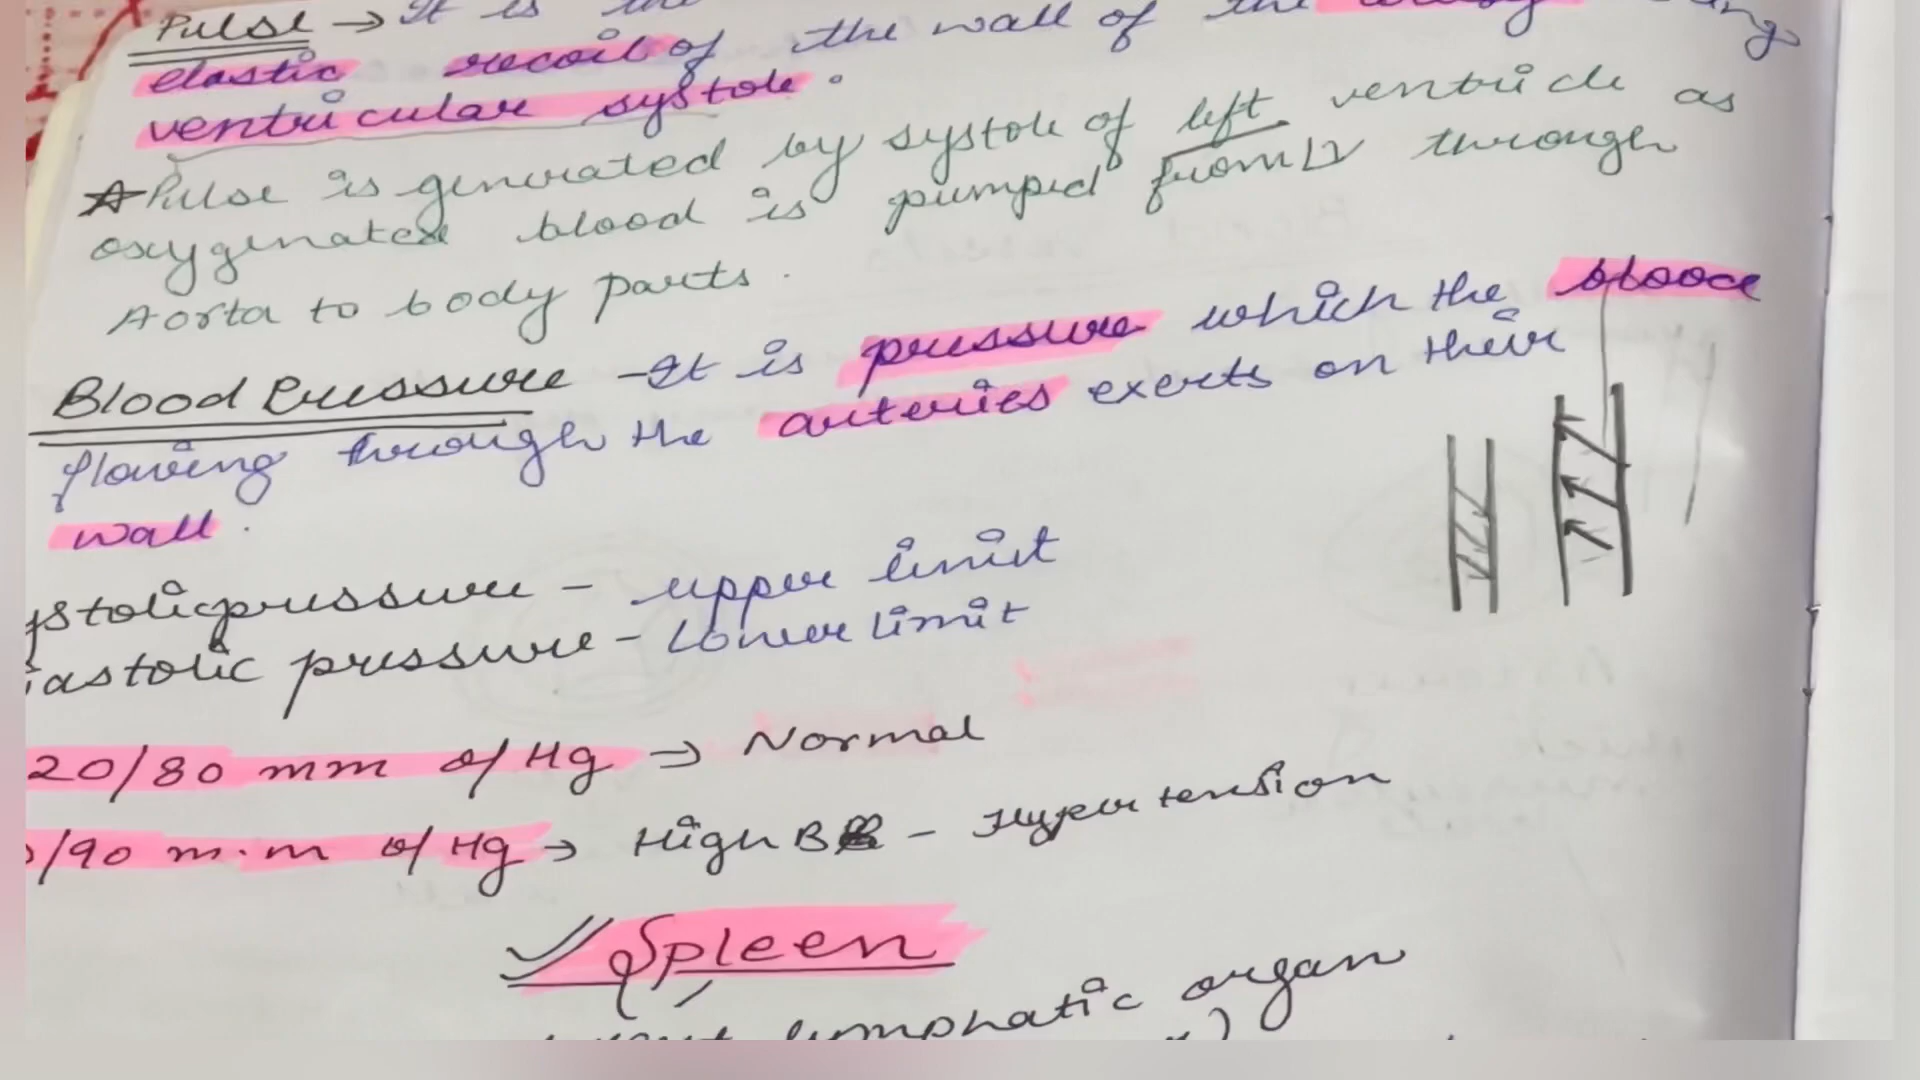 Pulse → It is the
elastic recoil of the wall of the
ventricular systole.
Pulse is generated by systole of left ventricle as
oxygenated blood is pumped from LV through
Aorta to body parts.
Blood Pressure - It is pressure which the blood
flowing through the arteries exerts on their
wall.
ystolic pressure - upper limit
iastolic pressure - Lower limit
20/80 mm of Hg → Normal
/90 m.m of Hg → High B - Hypertension
Spleen
lymphatic organ